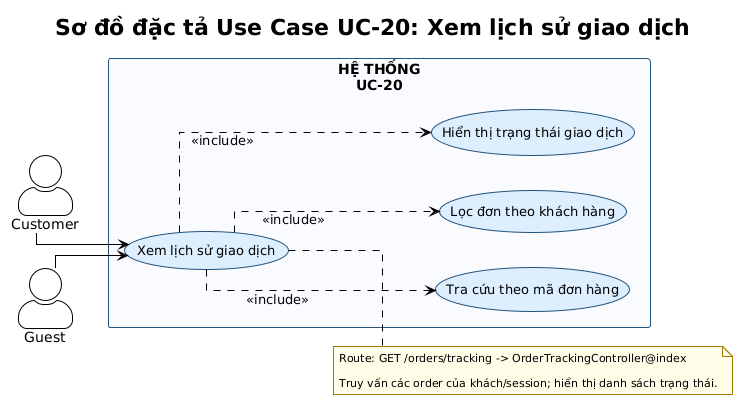 Sơ đồ đặc tả Use Case UC-20: Xem lịch sử giao dịch
HỆ THỐNG
UC-20
Hiển thị trạng thái giao dịch
«include»
Lọc đơn theo khách hàng
«include»
Customer
Xem lịch sử giao dịch
Tra cứu theo mã đơn hàng
«include»
Guest
Route: GET /orders/tracking -> OrderTrackingController@index
Truy vấn các order của khách/session; hiển thị danh sách trạng thái.